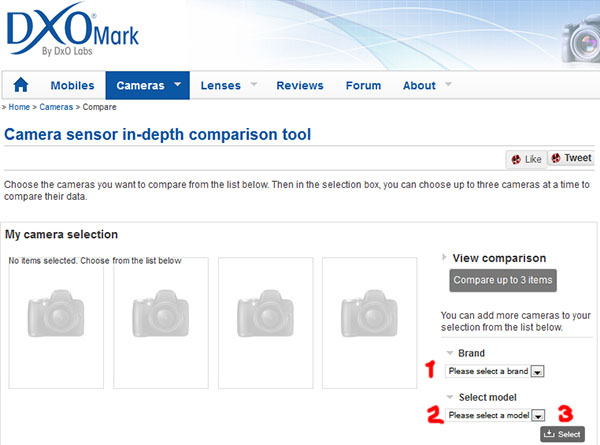 DXO Mark
By DxO Labs
Mobiles Cameras Lenses Reviews Forum About
> Home > Cameras > Compare
Camera sensor in-depth comparison tool
Like Tweet
Choose the cameras you want to compare from the list below. Then in the selection box, you can choose up to three cameras at a time to
compare their data.
My camera selection
No items selected. Choose from the list below
View comparison
Compare up to 3 items
You can add more cameras to your
selection from the list below.
Brand
1 Please select a brand
Select model
2 Please select a model 3
Select